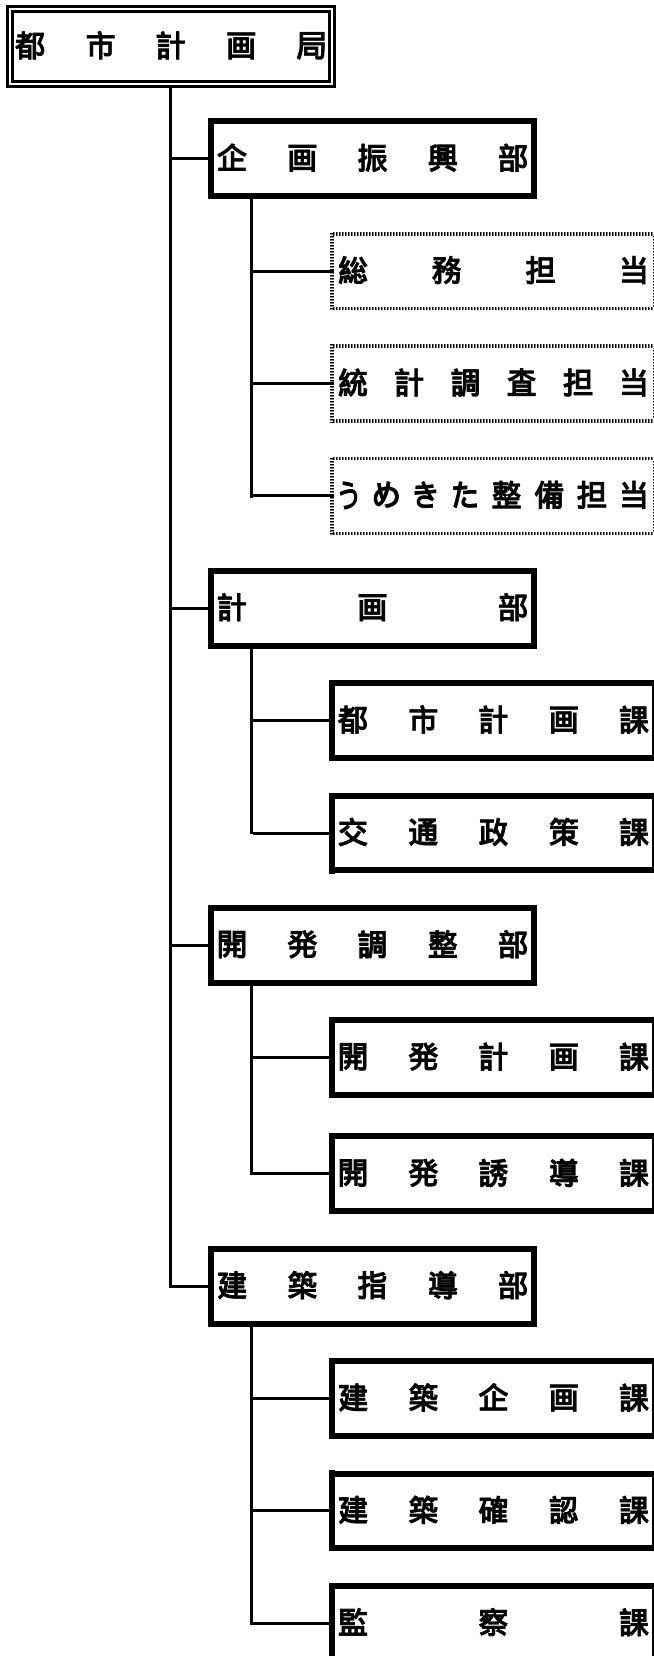 都市計画局
企画振興部
総務担当
統計調査担当
うめきた整備担当
計画部
都市計画課
交通政策課
開発調整部
開発計画課
開発誘導課
建築指導部
建築企画課
建築確認課
監察課